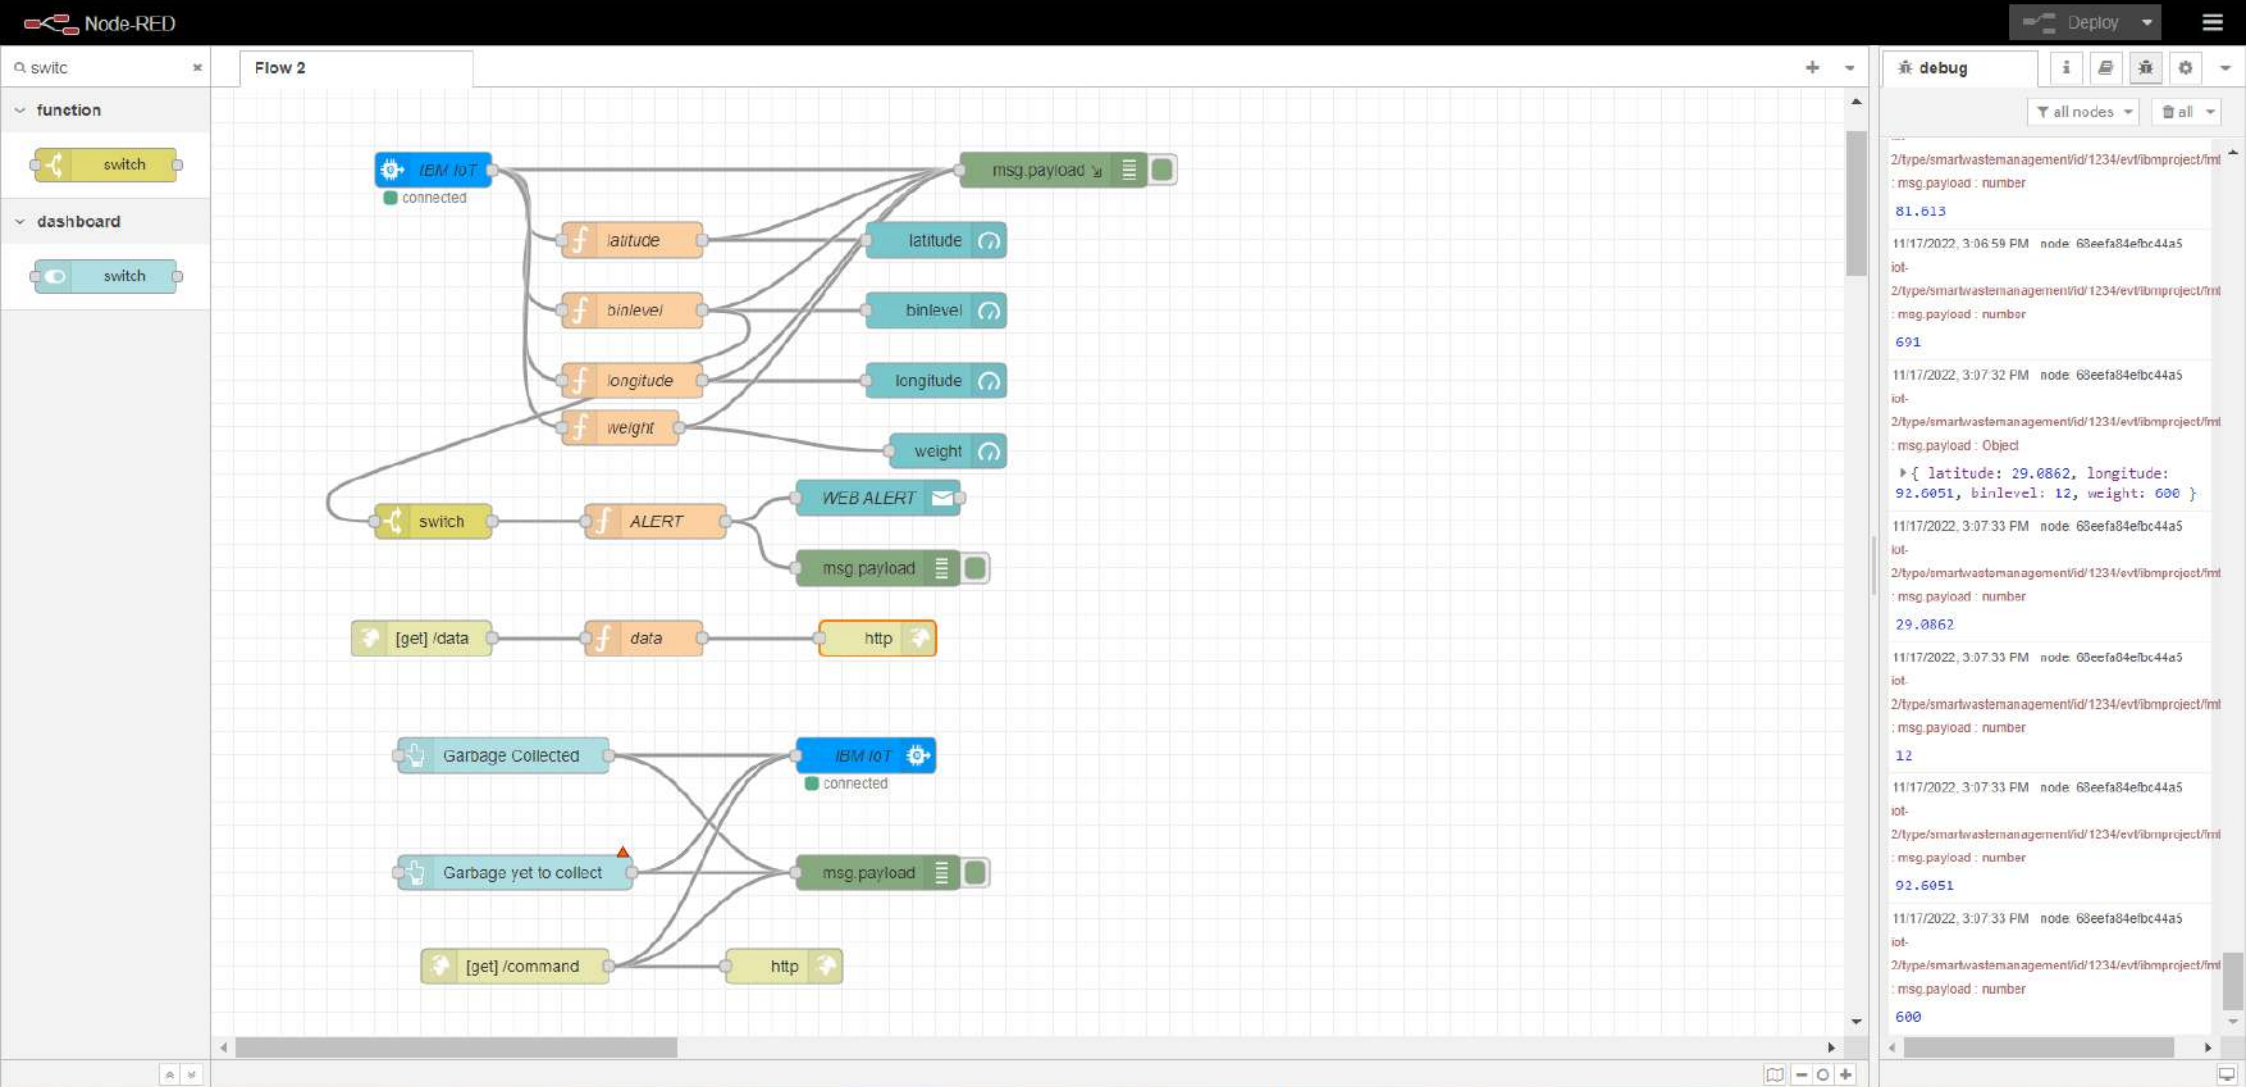 Node-RED
Deploy
switc
function
switch
dashboard
switch
Flow 2
IBM IoT
connected
msg.payload
latitude
latitude
binlevel
binlevel
longitude
longitude
weight
weight
switch
ALERT
WEB ALERT
msg.payload
[get] /data
data
http
Garbage Collected
IBM IoT
connected
Garbage yet to collect
msg.payload
[get] /command
http
debug
all nodes
all
2/type/smartwastemanagement/id/1234/evt/ibmproject/fmt
: msg.payload : number
81.613
11/17/2022, 3:06:59 PM node: 68eefa84efbc44a5
iot-
2/type/smartwastemanagement/id/1234/evt/ibmproject/fmt
: msg.payload : number
691
11/17/2022, 3:07:32 PM node: 68eefa84efbc44a5
iot-
2/type/smartwastemanagement/id/1234/evt/ibmproject/fmt
: msg.payload : Object
{ latitude: 29.0862, longitude:
92.6051, binlevel: 12, weight: 600 }
11/17/2022, 3:07:33 PM node: 68eefa84efbc44a5
iot-
2/type/smartwastemanagement/id/1234/evt/ibmproject/fmt
: msg.payload : number
29.0862
11/17/2022, 3:07:33 PM node: 68eefa84efbc44a5
iot-
2/type/smartwastemanagement/id/1234/evt/ibmproject/fmt
: msg.payload : number
12
11/17/2022, 3:07:33 PM node: 68eefa84efbc44a5
iot-
2/type/smartwastemanagement/id/1234/evt/ibmproject/fmt
: msg.payload : number
92.6051
11/17/2022, 3:07:33 PM node: 68eefa84efbc44a5
iot-
2/type/smartwastemanagement/id/1234/evt/ibmproject/fmt
: msg.payload : number
600